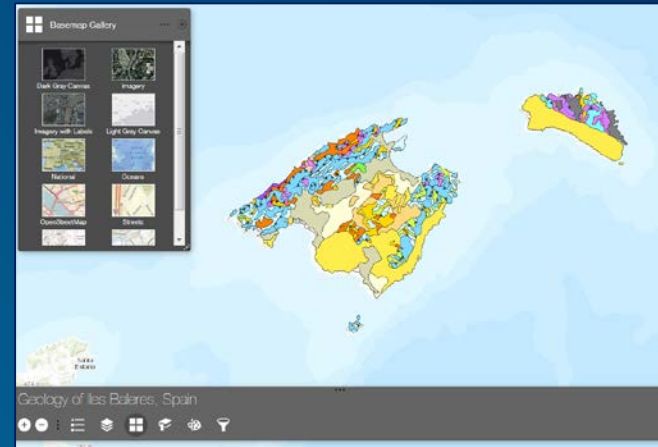 Basemap Gallery
Dark Gray Canvas
Imagery
Imagery with Labels
Light Gray Canvas
National
Oceans
OpenStreetMap
Streets
Geology of Iles Baleres, Spain